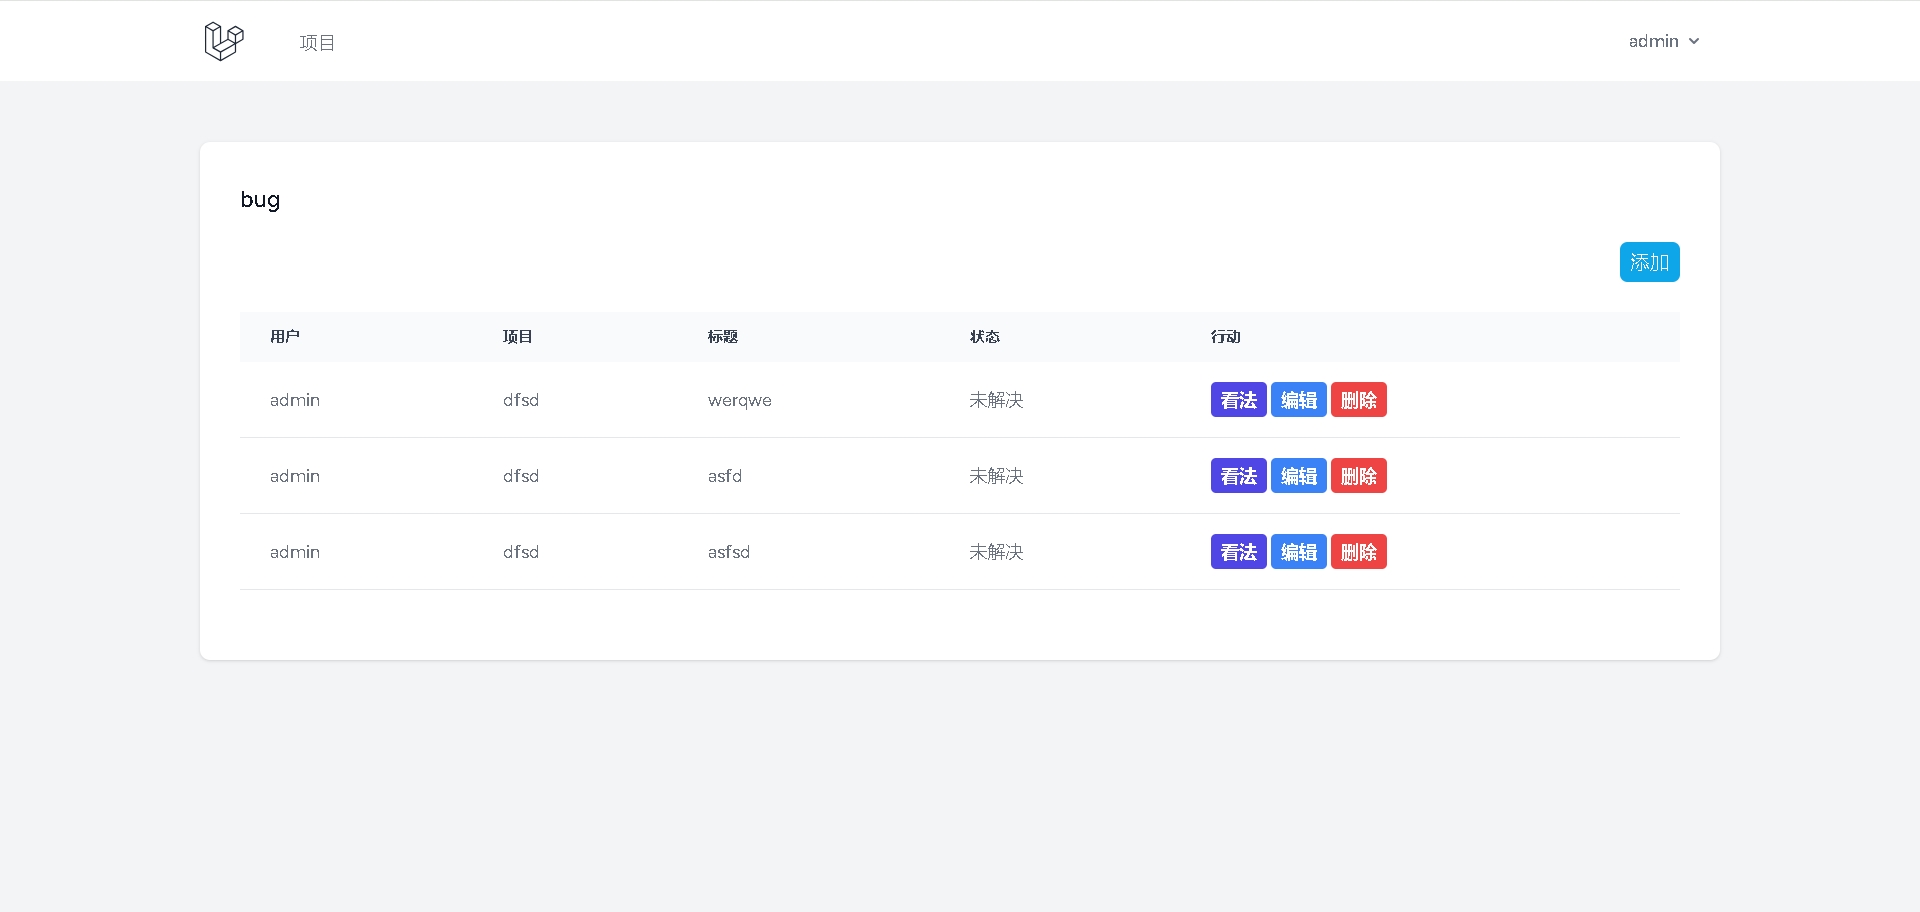 项目 admin
bug
添加
用户 项目 标题 状态 行动
admin dfsd werqwe 未解决 看法 编辑 删除
admin dfsd asfd 未解决 看法 编辑 删除
admin dfsd asfsd 未解决 看法 编辑 删除